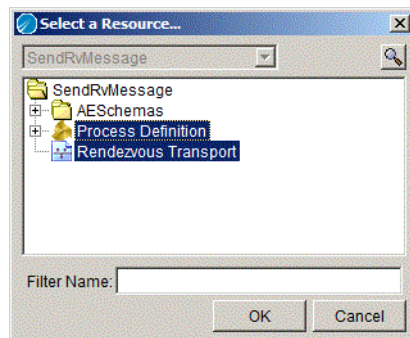 Select a Resource...
SendRvMessage
SendRvMessage
AESchemas
Process Definition
Rendezvous Transport
Filter Name:
OK Cancel